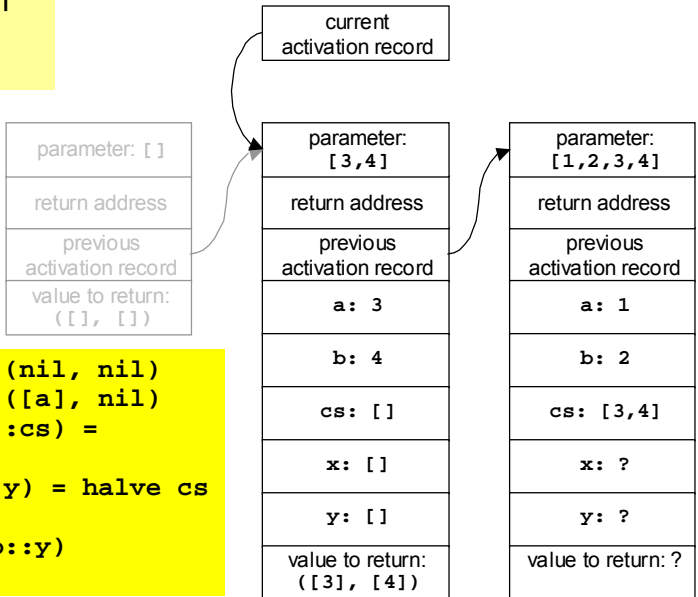 current
activation record
parameter: []
return address
previous
activation record
value to return:
([], [])
parameter:
[3,4]
return address
previous
activation record
a: 3
b: 4
cs: []
x: []
y: []
value to return:
([3], [4])
parameter:
[1,2,3,4]
return address
previous
activation record
a: 1
b: 2
cs: [3,4]
x: ?
y: ?
value to return: ?
(nil, nil)
([a], nil)
:cs) =
y) = halve cs
::y)